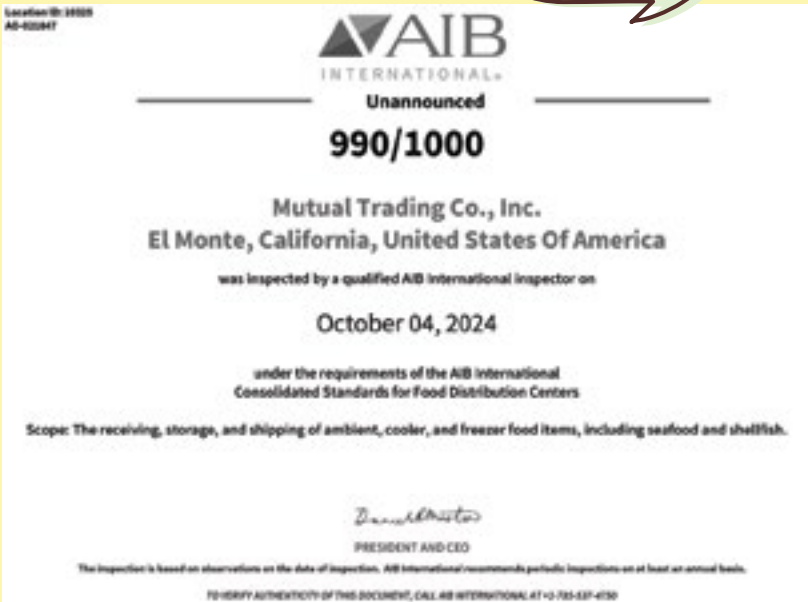 AIB
INTERNATIONAL®
Unannounced
990/1000
Mutual Trading Co., Inc.
El Monte, California, United States Of America
was inspected by a qualified AIB International inspector on
October 04, 2024
under the requirements of the AIB International
Consolidated Standards for Food Distribution Centers
Scope: The receiving, storage, and shipping of ambient, cooler, and freezer food items, including seafood and shellfish.
PRESIDENT AND CEO
The inspection is based on observations on the date of inspection. AIB International recommends periodic inspections on at least an annual basis.
TO VERIFY AUTHENTICITY OF THIS DOCUMENT, CALL AIB INTERNATIONAL AT +1-785-537-4750